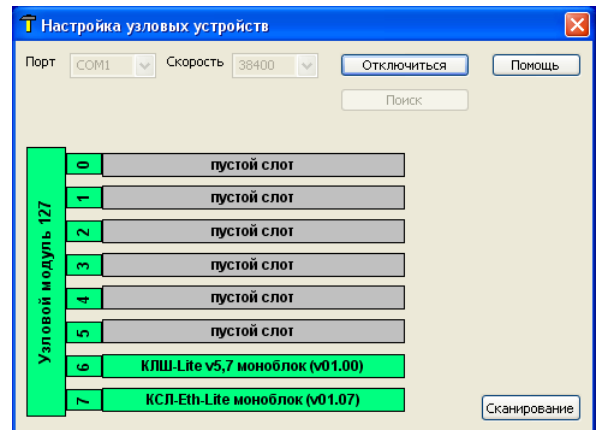 Настройка узловых устройств
Порт COM1 Скорость 38400 Отключиться Помощь
Поиск
Узловой модуль 127
0 пустой слот
1 пустой слот
2 пустой слот
3 пустой слот
4 пустой слот
5 пустой слот
6 КЛШ-Lite v5,7 моноблок (v01.00)
7 КСЛ-Eth-Lite моноблок (v01.07)
Сканирование